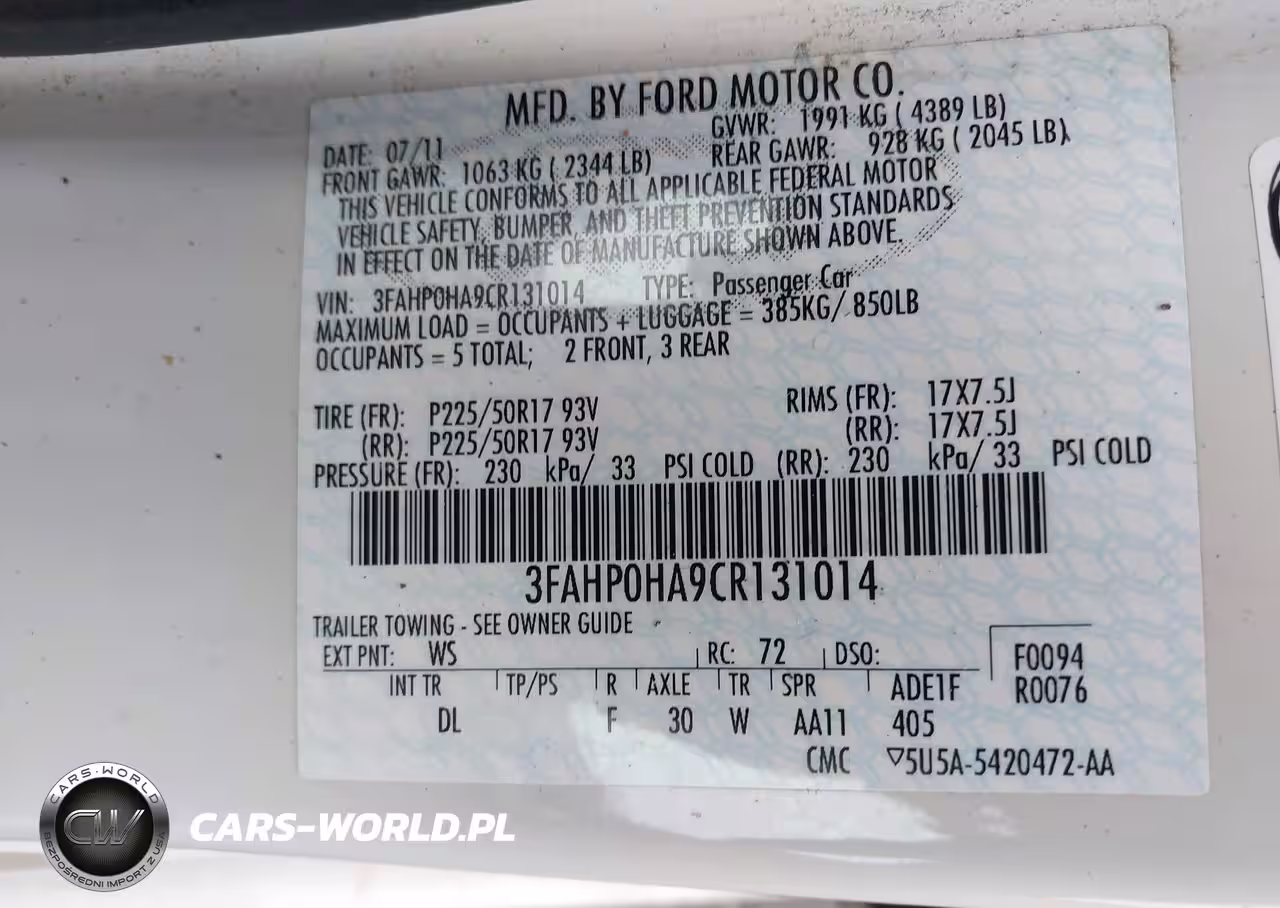 MFD. BY FORD MOTOR CO.
DATE: 07/11 GVWR: 1991 KG ( 4389 LB)
FRONT GAWR: 1063 KG ( 2344 LB) REAR GAWR: 928 KG ( 2045 LB)
THIS VEHICLE CONFORMS TO ALL APPLICABLE FEDERAL MOTOR
VEHICLE SAFETY, BUMPER, AND THEFT PREVENTION STANDARDS
IN EFFECT ON THE DATE OF MANUFACTURE SHOWN ABOVE.
VIN: 3FAHP0HA9CR131014 TYPE: Passenger Car
MAXIMUM LOAD = OCCUPANTS + LUGGAGE = 385KG/ 850LB
OCCUPANTS = 5 TOTAL; 2 FRONT, 3 REAR
TIRE (FR): P225/50R17 93V RIMS (FR): 17X7.5J
(RR): P225/50R17 93V (RR): 17X7.5J
PRESSURE (FR): 230 kPa/ 33 PSI COLD (RR): 230 kPa/ 33 PSI COLD
3FAHP0HA9CR131014
TRAILER TOWING - SEE OWNER GUIDE
EXT PNT: WS RC: 72 DSO: F0094
INT TR TP/PS R AXLE TR SPR ADE1F R0076
DL F 30 W AA11 405
CMC ▽5U5A-5420472-AA
CARS-WORLD
CW
BEZPOŚREDNI IMPORT Z USA
CARS-WORLD.PL